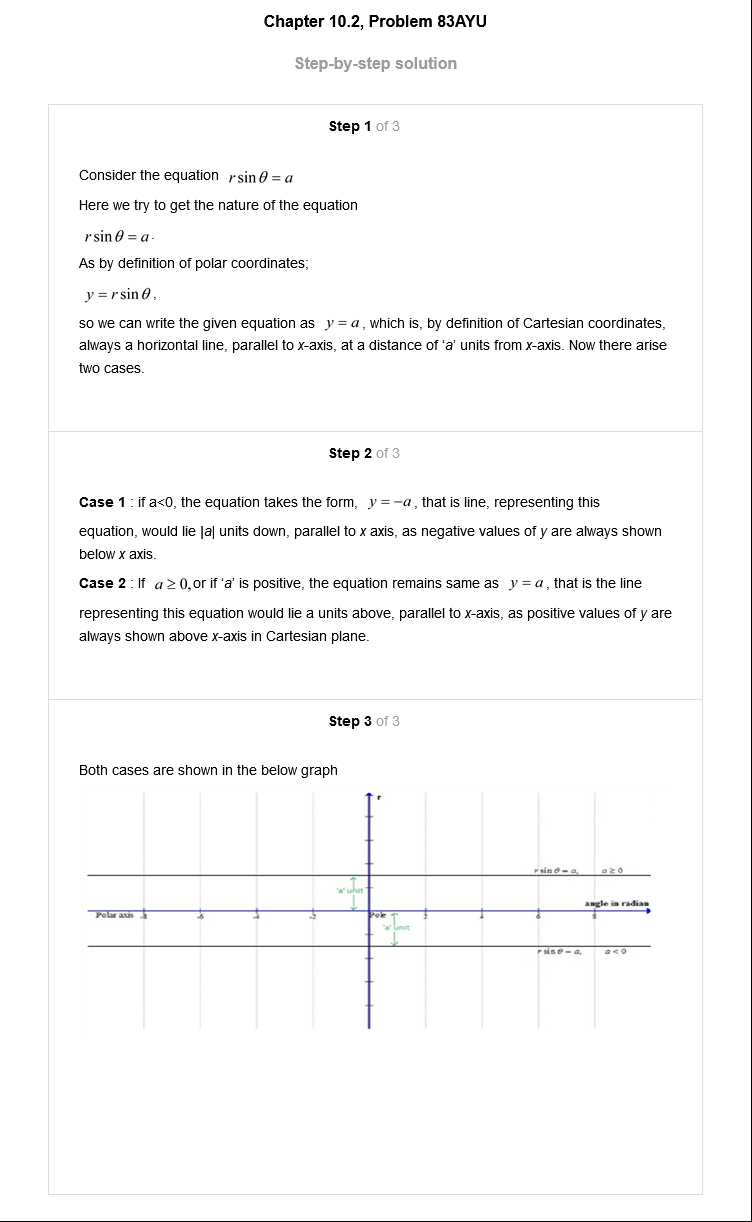 Chapter 10.2, Problem 83AYU
Step-by-step solution
Step 1 of 3
Consider the equation r sin θ = a
Here we try to get the nature of the equation
r sin θ = a.
As by definition of polar coordinates;
y = r sin θ,
so we can write the given equation as y = a, which is, by definition of Cartesian coordinates,
always a horizontal line, parallel to x-axis, at a distance of ‘a’ units from x-axis. Now there arise
two cases.
Step 2 of 3
Case 1 : if a<0, the equation takes the form, y = −a, that is line, representing this
equation, would lie |a| units down, parallel to x axis, as negative values of y are always shown
below x axis.
Case 2 : If a ≥ 0, or if ‘a’ is positive, the equation remains same as y = a, that is the line
representing this equation would lie a units above, parallel to x-axis, as positive values of y are
always shown above x-axis in Cartesian plane.
Step 3 of 3
Both cases are shown in the below graph
r
r sin θ = a, a ≥ 0
'a' unit
angle in radian
Polar axis -8 -6 -4 -2 Pole 2 4 6 8
'a' unit
r sin θ = a, a < 0